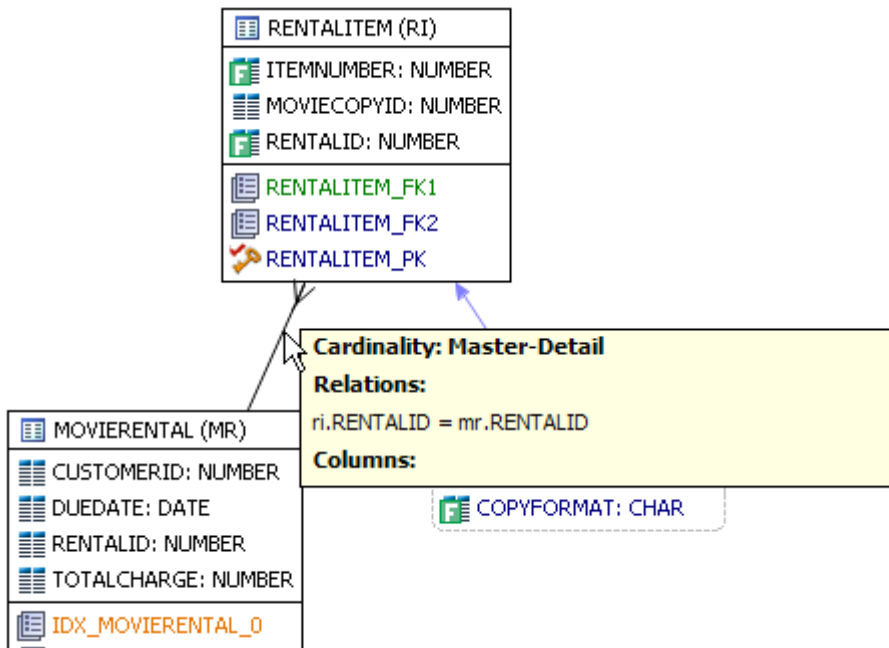 RENTALITEM (RI)
ITEMNUMBER: NUMBER
MOVIECOPYID: NUMBER
RENTALID: NUMBER
RENTALITEM_FK1
RENTALITEM_FK2
RENTALITEM_PK
Cardinality: Master-Detail
Relations:
ri.RENTALID = mr.RENTALID
Columns:
MOVIERENTAL (MR)
CUSTOMERID: NUMBER
DUEDATE: DATE
RENTALID: NUMBER
TOTALCHARGE: NUMBER
IDX_MOVIERENTAL_0
COPYFORMAT: CHAR